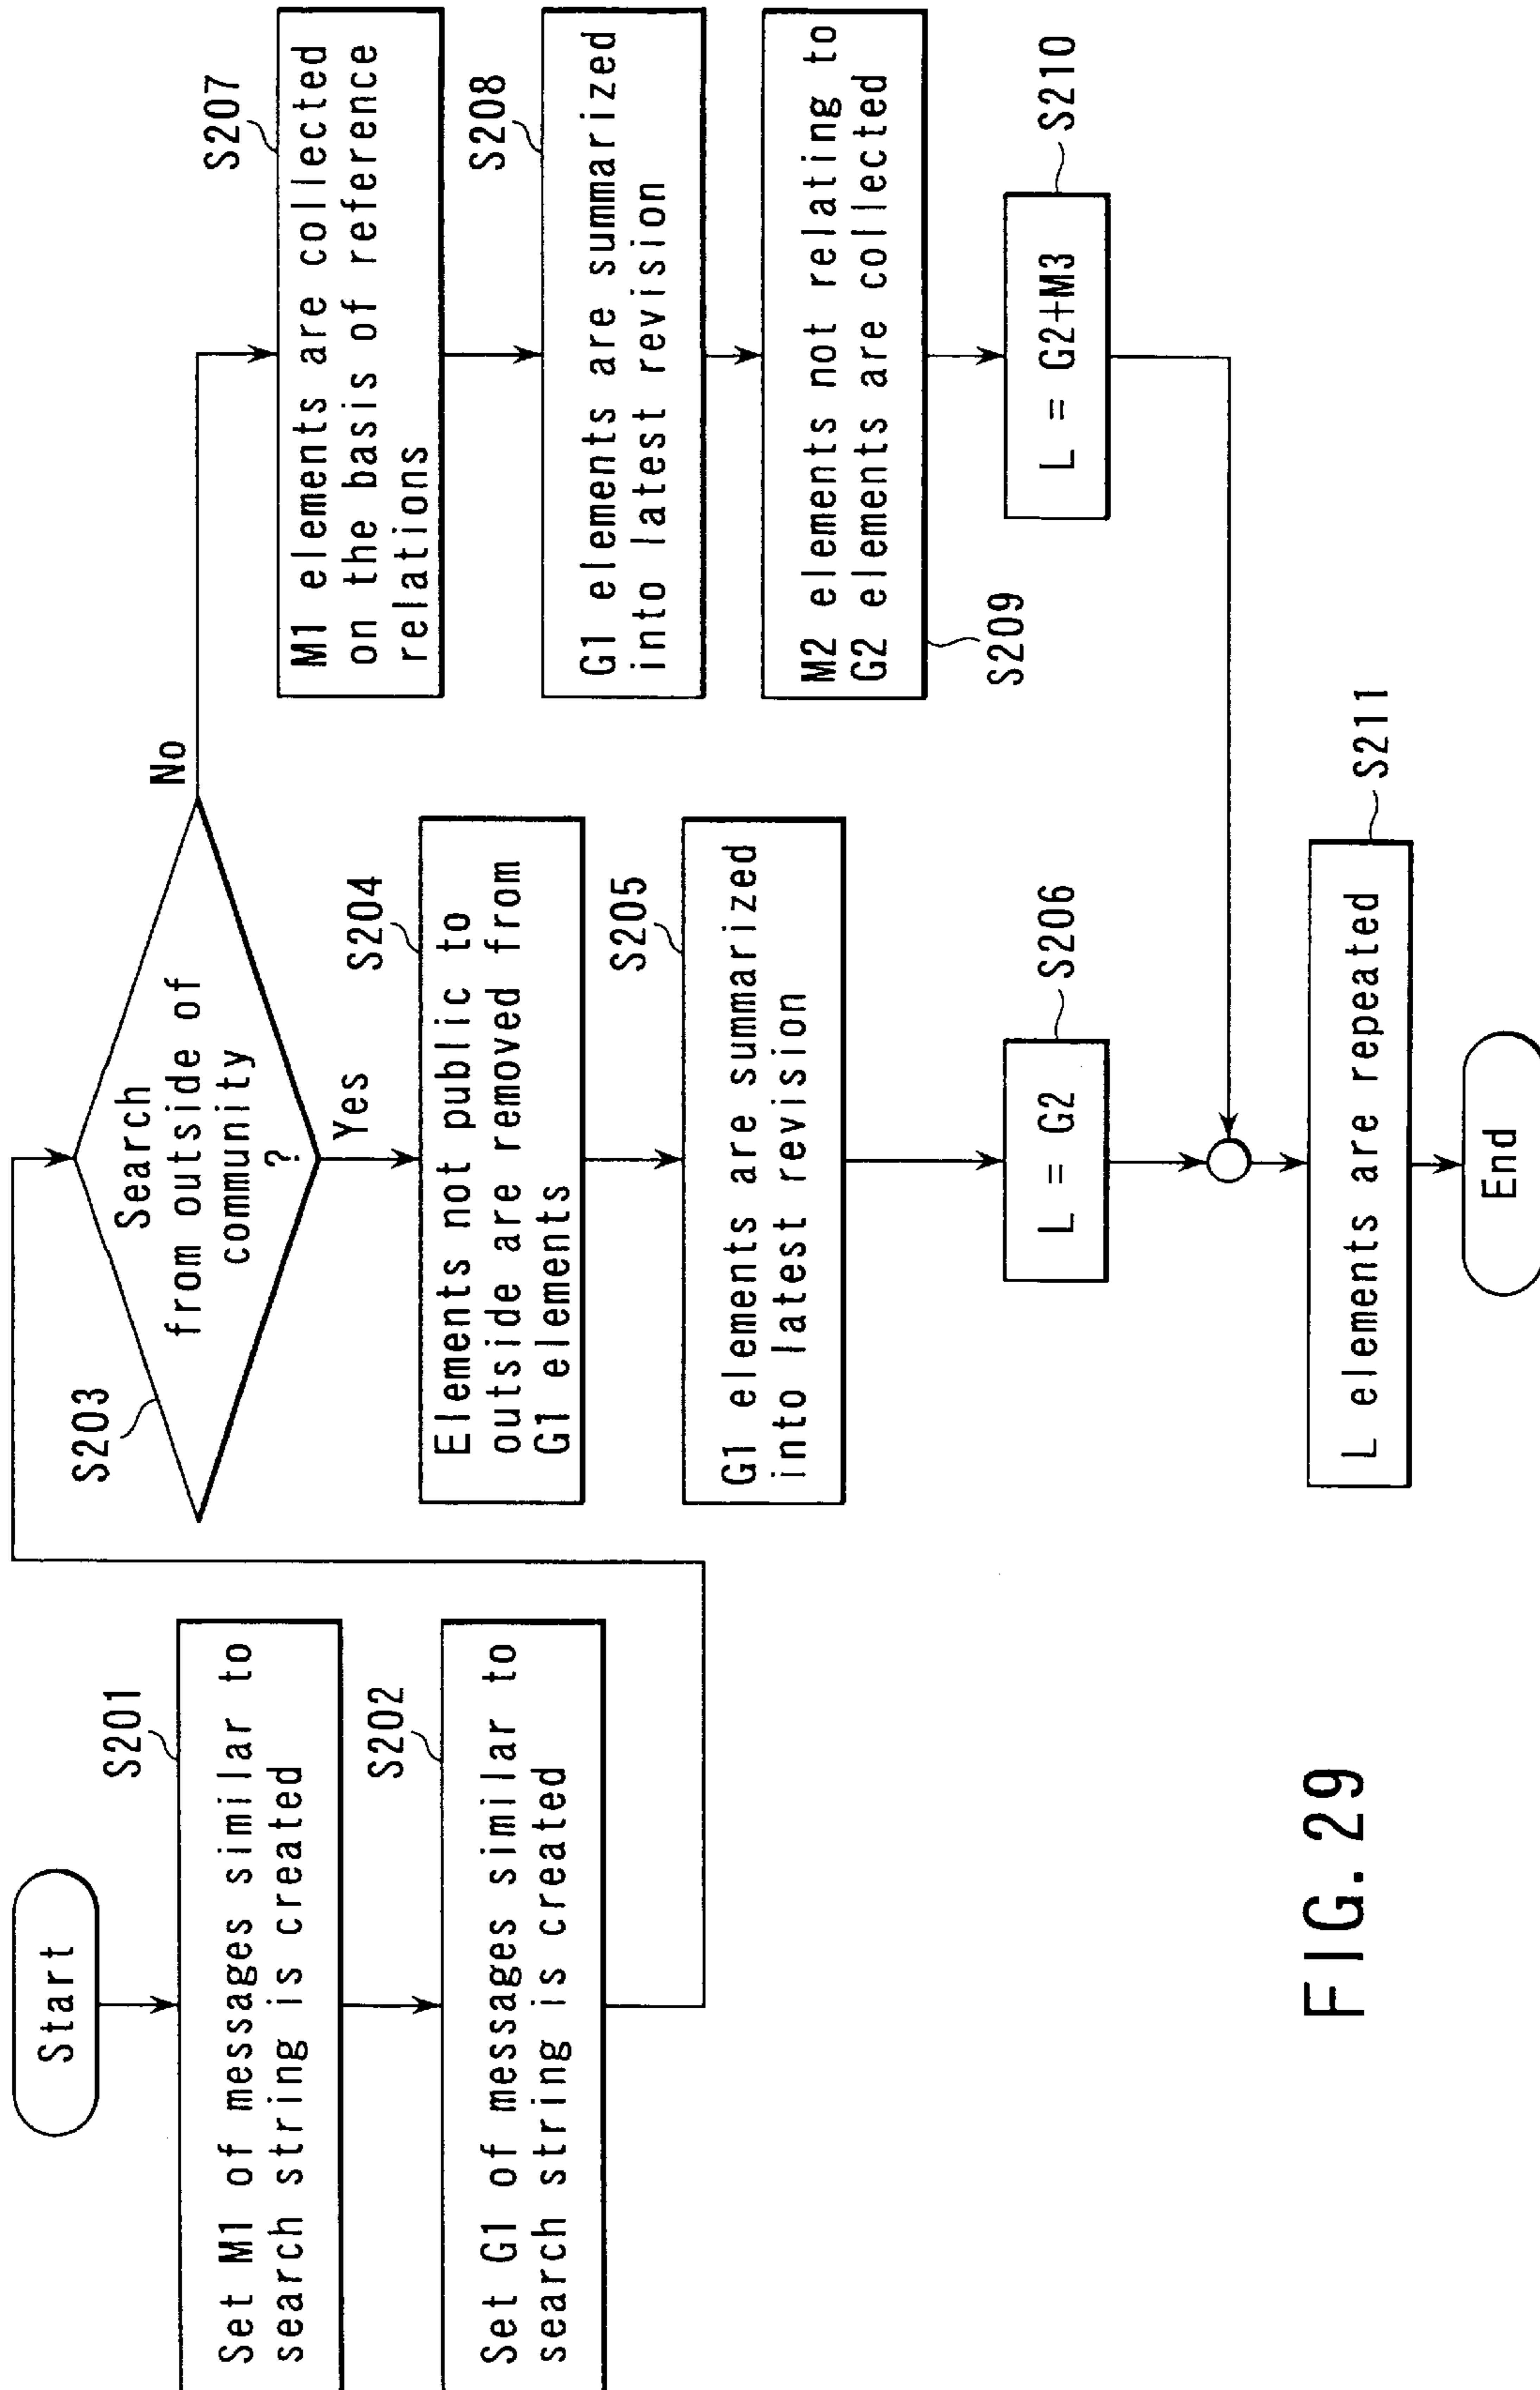 Start
S201
Set M1 of messages similar to
search string is created
S202
Set G1 of messages similar to
search string is created
S203
Search
from outside of
community
?
Yes
No
S204
Elements not public to
outside are removed from
G1 elements
S205
G1 elements are summarized
into latest revision
L = G2
S206
S207
M1 elements are collected
on the basis of reference
relations
S208
G1 elements are summarized
into latest revision
M2 elements not relating to
G2 elements are collected
S209
L = G2+M3
S210
S211
L elements are repeated
End
FIG. 29